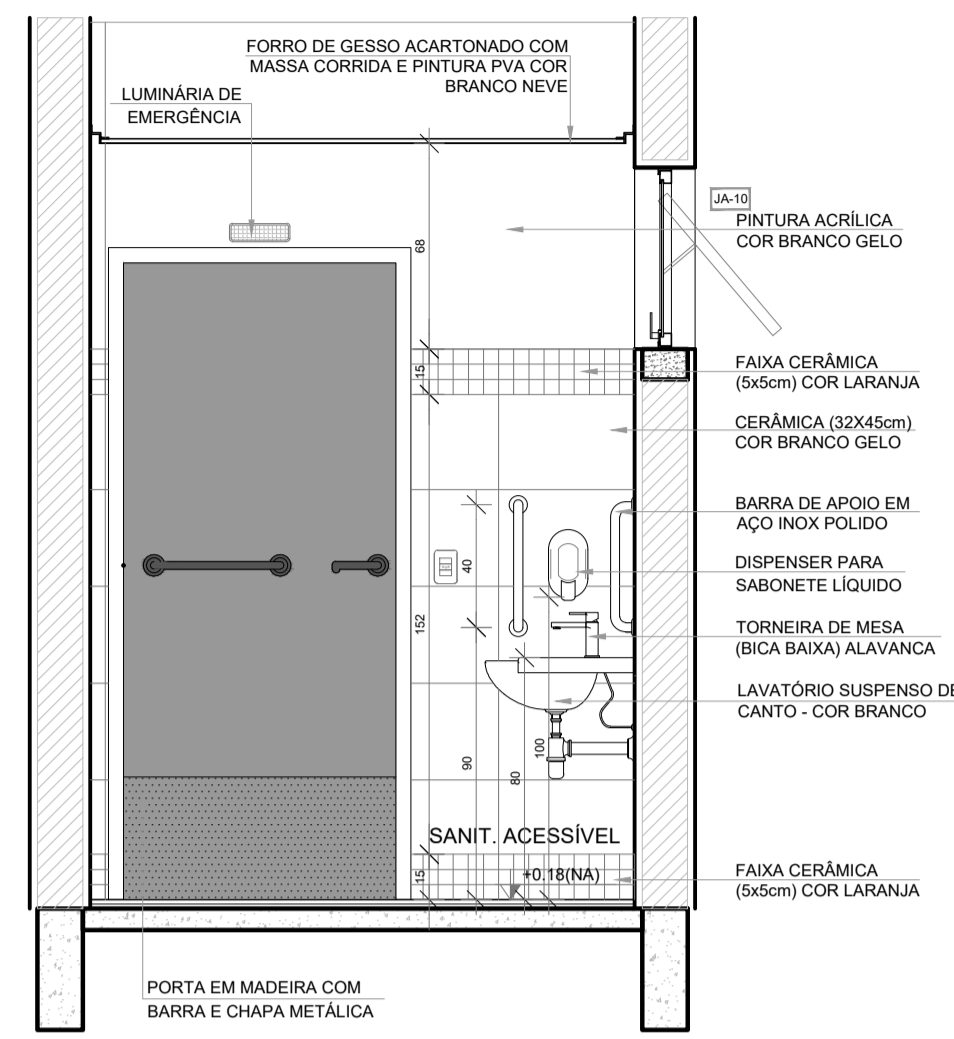 FORRO DE GESSO ACARTONADO COM
MASSA CORRIDA E PINTURA PVA COR
BRANCO NEVE
LUMINÁRIA DE
EMERGÊNCIA
JA-10
PINTURA ACRÍLICA
COR BRANCO GELO
68
15
FAIXA CERÂMICA
(5x5cm) COR LARANJA
CERÂMICA (32X45cm)
COR BRANCO GELO
BARRA DE APOIO EM
AÇO INOX POLIDO
40
DISPENSER PARA
SABONETE LÍQUIDO
152
TORNEIRA DE MESA
(BICA BAIXA) ALAVANCA
LAVATÓRIO SUSPENSO DE
CANTO - COR BRANCO
90
80
100
SANIT. ACESSÍVEL
15
+0.18(NA)
FAIXA CERÂMICA
(5x5cm) COR LARANJA
PORTA EM MADEIRA COM
BARRA E CHAPA METÁLICA